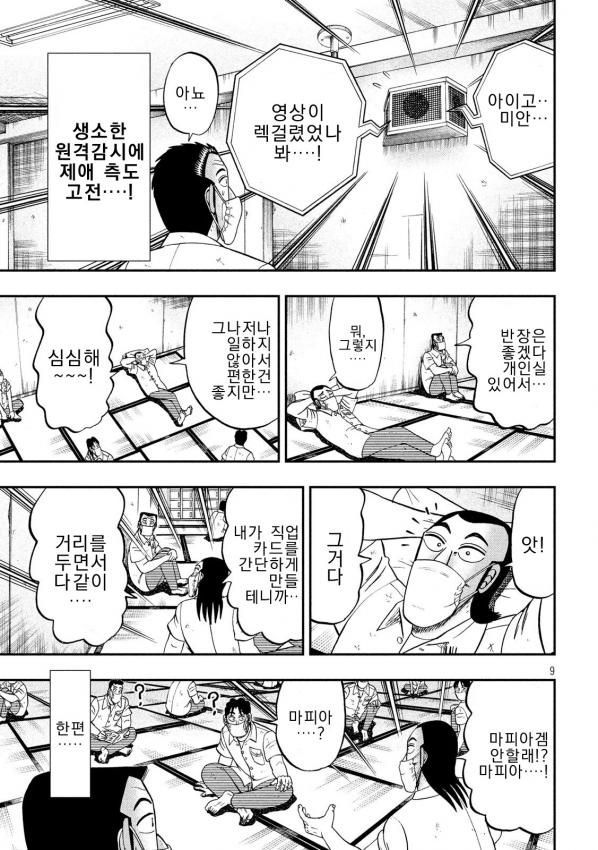 아이고‥
미안…
영상이
렉걸렸었나
봐‥‥!
아뇨
‥‥
생소한
원격감시에
제애 측도
고전‥‥!
반장은
좋겠다
개인실
있어서…
뭐,
그렇지
‥‥
그나저나
일하지
않아서
편한건
좋지만…
심심해
~~~!
앗!
그
거
다
내가 직업
카드를
간단하게
만들
테니까‥
거리를
두면서
다같이
‥‥
9
마피아겜
안할래!?
마피아‥‥!
마피아
‥‥?
?
?
한편
‥‥‥